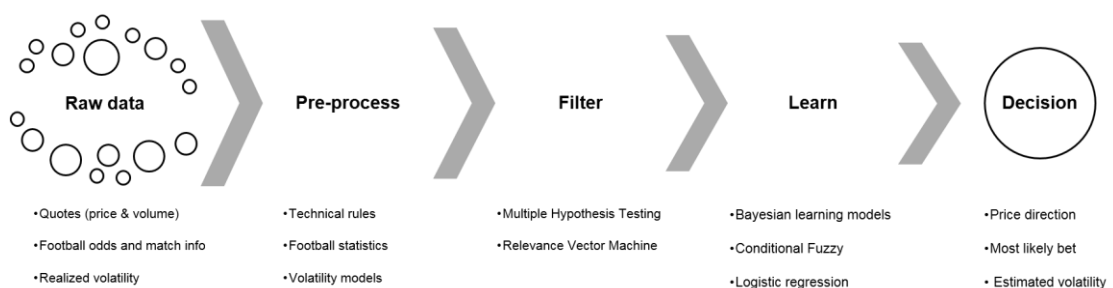 Raw data
Pre-process
Filter
Learn
Decision
•Quotes (price & volume)
•Football odds and match info
•Realized volatility
•Technical rules
•Football statistics
•Volatility models
•Multiple Hypothesis Testing
•Relevance Vector Machine
•Bayesian learning models
•Conditional Fuzzy
•Logistic regression
•Price direction
•Most likely bet
• Estimated volatility